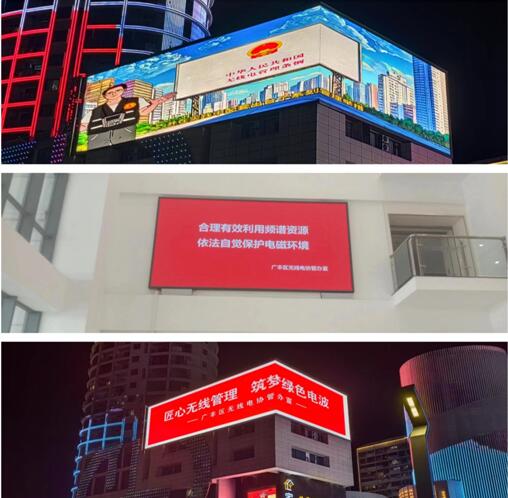 中华人民共和国
无线电管理条例
合理有效利用频谱资源
依法自觉保护电磁环境
广丰区无线电协管办宣
匠心无线管理 筑梦绿色电波
—广丰区无线电协管办宣—